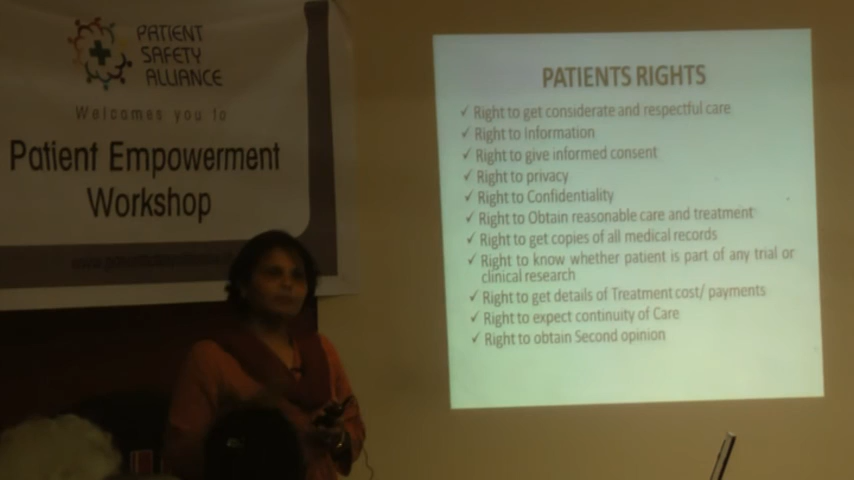 PATIENT
SAFETY
ALLIANCE
Welcomes you to
Patient Empowerment
Workshop
PATIENTS RIGHTS
✓ Right to get considerate and respectful care
✓ Right to Information
✓ Right to give informed consent
✓ Right to privacy
✓ Right to Confidentiality
✓ Right to Obtain reasonable care and treatment
✓ Right to get copies of all medical records
✓ Right to know whether patient is part of any trial or
clinical research
✓ Right to get details of Treatment cost/ payments
✓ Right to expect continuity of Care
✓ Right to obtain Second opinion